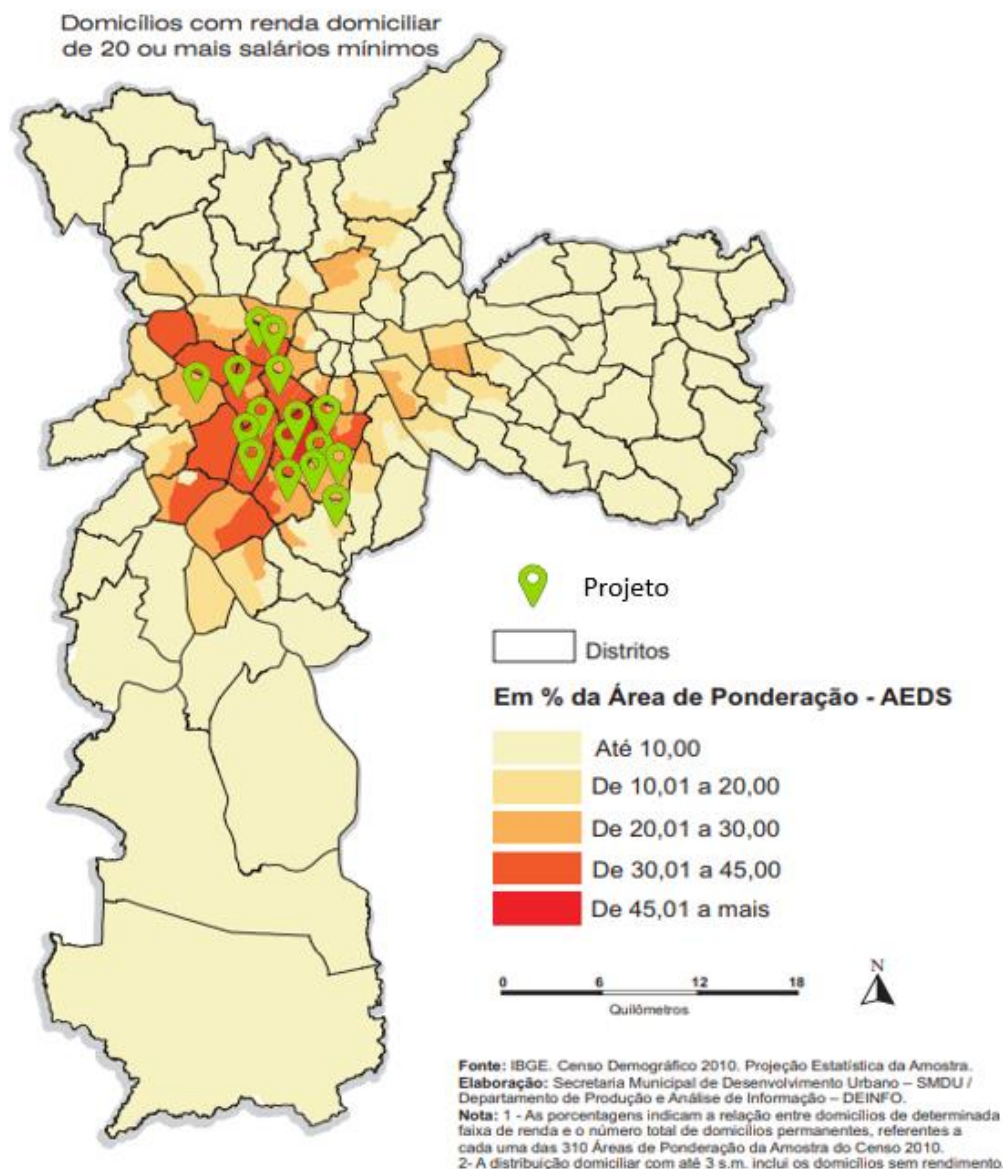 Domicílios com renda domiciliar
de 20 ou mais salários mínimos
Projeto
Distritos
Em % da Área de Ponderação - AEDS
Até 10,00
De 10,01 a 20,00
De 20,01 a 30,00
De 30,01 a 45,00
De 45,01 a mais
0 6 12 18
Quilômetros
N
Fonte: IBGE. Censo Demográfico 2010. Projeção Estatística da Amostra.
Elaboração: Secretaria Municipal de Desenvolvimento Urbano – SMDU /
Departamento de Produção e Análise de Informação – DEINFO.
Nota: 1 - As porcentagens indicam a relação entre domicílios de determinada
faixa de renda e o número total de domicílios permanentes, referentes a
cada uma das 310 Áreas de Ponderação da Amostra do Censo 2010.
2- A distribuição domiciliar com até 3 s.m. inclui os domicílios sem rendimento